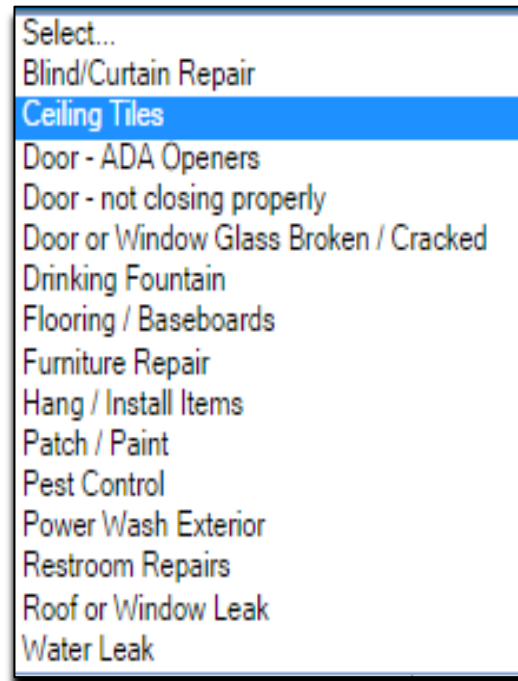 Select...
Blind/Curtain Repair
Ceiling Tiles
Door - ADA Openers
Door - not closing properly
Door or Window Glass Broken / Cracked
Drinking Fountain
Flooring / Baseboards
Furniture Repair
Hang / Install Items
Patch / Paint
Pest Control
Power Wash Exterior
Restroom Repairs
Roof or Window Leak
Water Leak